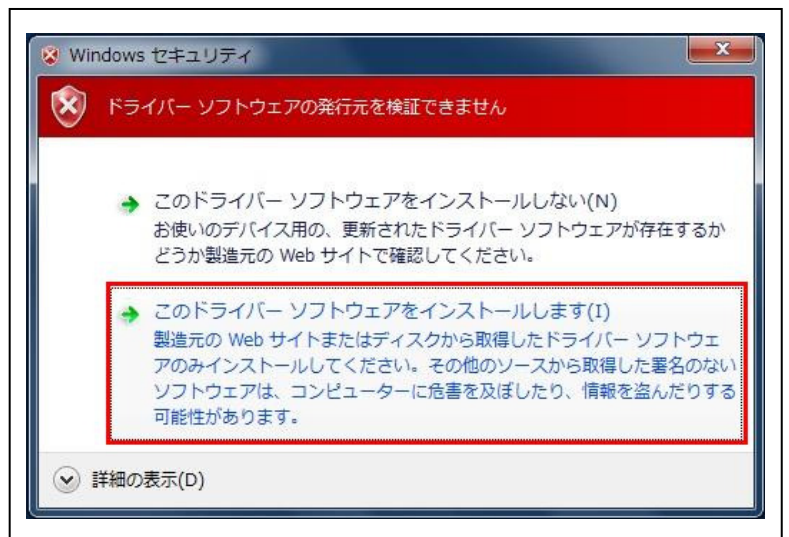 Windows セキュリティ
ドライバー ソフトウェアの発行元を検証できません
このドライバー ソフトウェアをインストールしない(N)
お使いのデバイス用の、更新されたドライバー ソフトウェアが存在するか
どうか製造元の Web サイトで確認してください。
このドライバー ソフトウェアをインストールします(I)
製造元の Web サイトまたはディスクから取得したドライバー ソフトウェ
アのみインストールしてください。その他のソースから取得した署名のない
ソフトウェアは、コンピューターに危害を及ぼしたり、情報を盗んだりする
可能性があります。
詳細の表示(D)